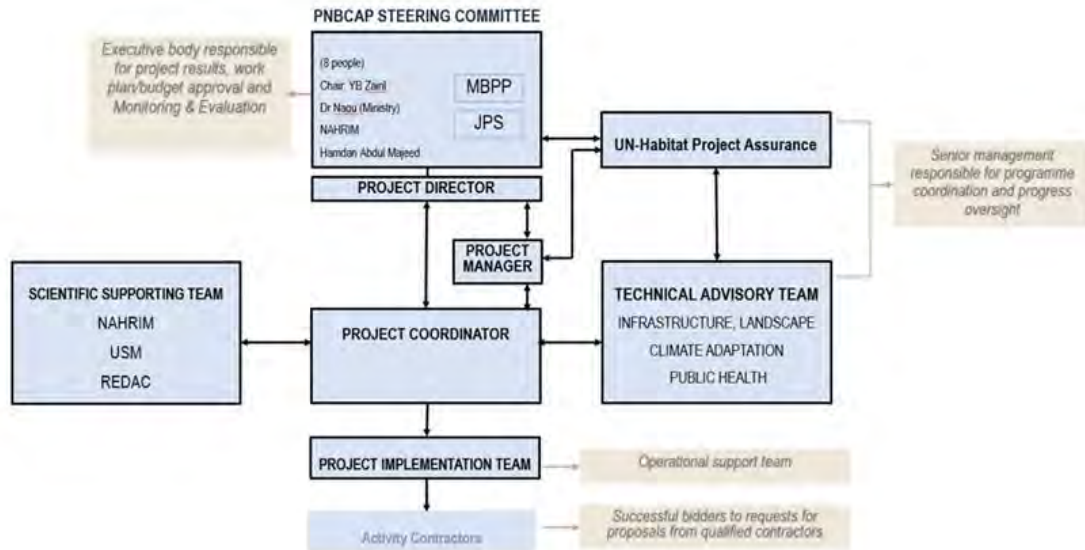 PNBCAP STEERING COMMITTEE
Executive body responsible
for project results, work
plan/budget approval and
Monitoring & Evaluation
(8 people)
Chair: YB Zairil
Dr Naqu (Ministry)
NAHRIM
Hamdan Abdul Majeed
MBPP
JPS
UN-Habitat Project Assurance
Senior management
responsible for programme
coordination and progress
oversight
PROJECT DIRECTOR
PROJECT
MANAGER
SCIENTIFIC SUPPORTING TEAM
NAHRIM
USM
REDAC
PROJECT COORDINATOR
TECHNICAL ADVISORY TEAM
INFRASTRUCTURE, LANDSCAPE
CLIMATE ADAPTATION
PUBLIC HEALTH
PROJECT IMPLEMENTATION TEAM
Operational support team
Activity Contractors
Successful bidders to requests for
proposals from qualified contractors